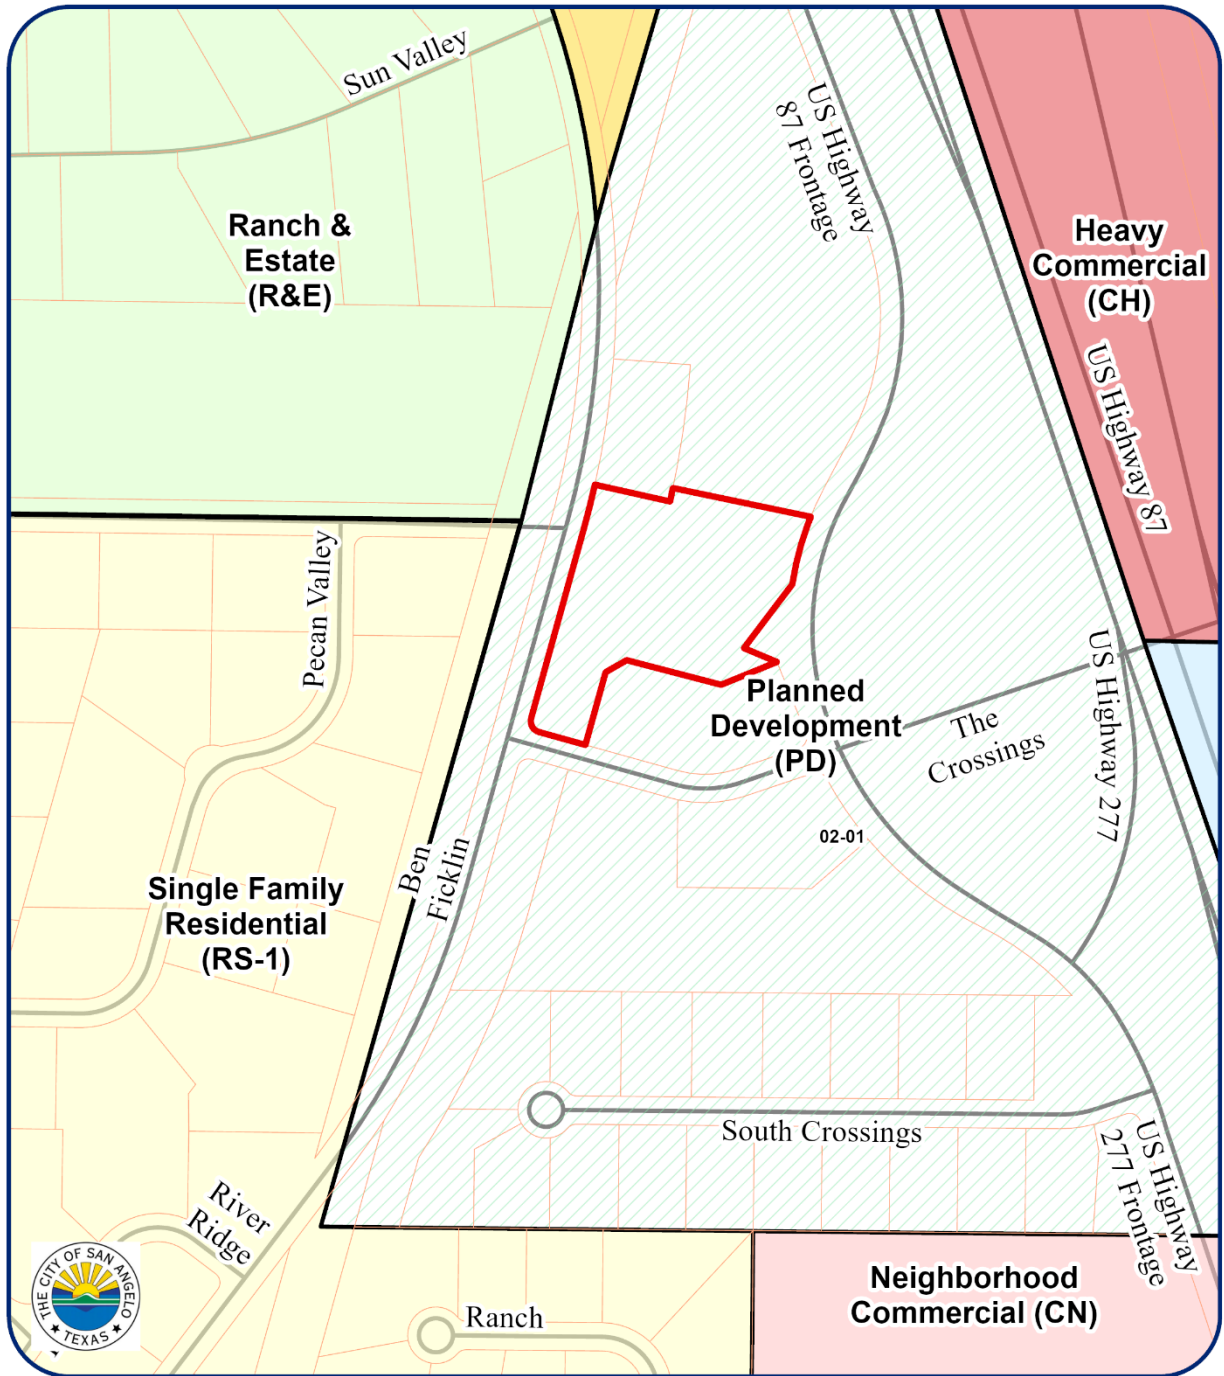 Sun Valley
US Highway
87 Frontage
Ranch &
Estate
(R&E)
Heavy
Commercial
(CH)
US Highway 87
Pecan Valley
US Highway 277
Planned
Development
(PD)
The
Crossings
02-01
Ben
Ficklin
Single Family
Residential
(RS-1)
South Crossings
US Highway
277 Frontage
River
Ridge
THE CITY OF SAN ANGELO
TEXAS
Ranch
Neighborhood
Commercial (CN)